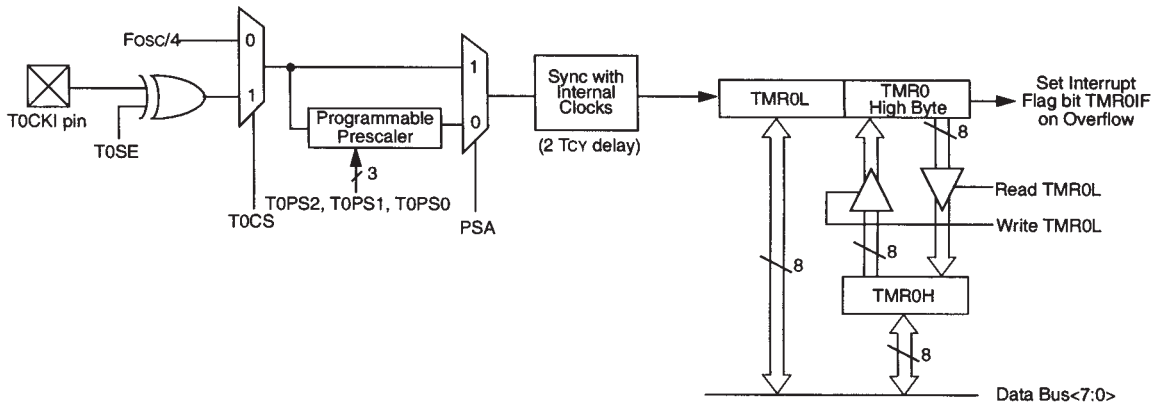 Fosc/4
0
1
T0CKI pin
T0SE
T0CS
Programmable
Prescaler
3
T0PS2, T0PS1, T0PS0
1
0
PSA
Sync with
Internal
Clocks
(2 TCY delay)
TMR0L
TMR0
High Byte
Set Interrupt
Flag bit TMR0IF
on Overflow
8
Read TMR0L
Write TMR0L
8
8
TMR0H
8
Data Bus<7:0>